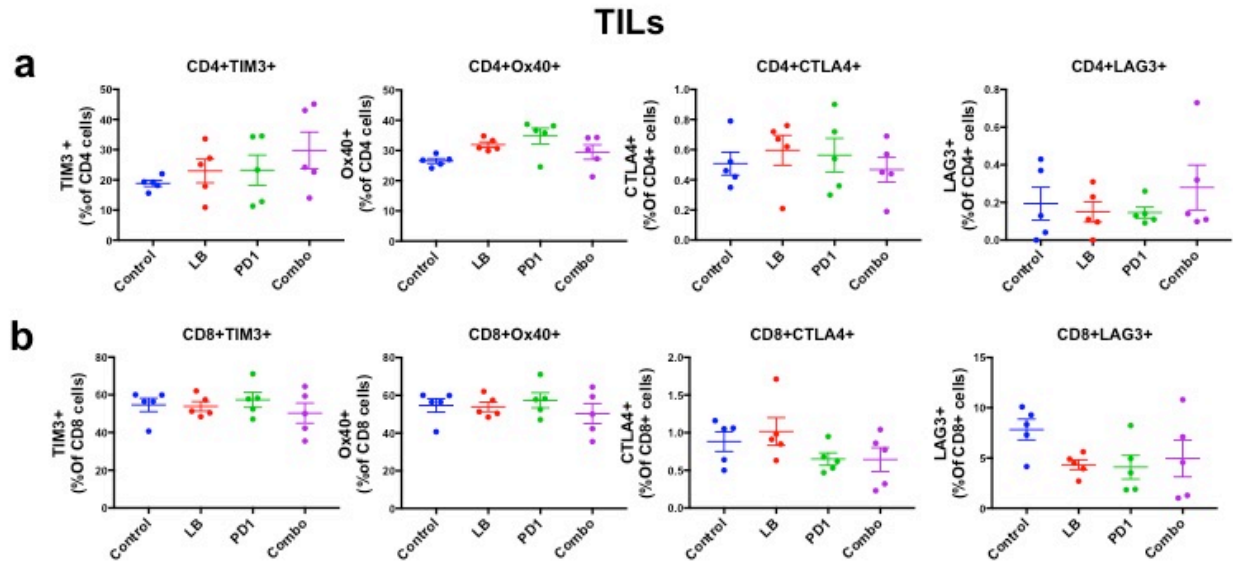 TILs
a
CD4+TIM3+
TIM3 +
(%of CD4 cells)
50
40
30
20
10
0
Control
LB
PD1
Combo
CD4+Ox40+
Ox40+
(%of CD4 cells)
50
40
30
20
10
0
Control
LB
PD1
Combo
CD4+CTLA4+
CTLA4+
(%Of CD4+ cells)
1.0
0.8
0.6
0.4
0.2
0.0
Control
LB
PD1
Combo
CD4+LAG3+
LAG3+
(%Of CD4+ cells)
0.8
0.6
0.4
0.2
0.0
Control
LB
PD1
Combo
b
CD8+TIM3+
TIM3+
(%Of CD8 cells)
80
60
40
20
0
Control
LB
PD1
Combo
CD8+Ox40+
Ox40+
(%of CD8 cells)
80
60
40
20
0
Control
LB
PD1
Combo
CD8+CTLA4+
CTLA4+
(%Of CD8+ cells)
2.0
1.5
1.0
0.5
0.0
Control
LB
PD1
Combo
CD8+LAG3+
LAG3+
(%Of CD8+ cells)
15
10
5
0
Control
LB
PD1
Combo